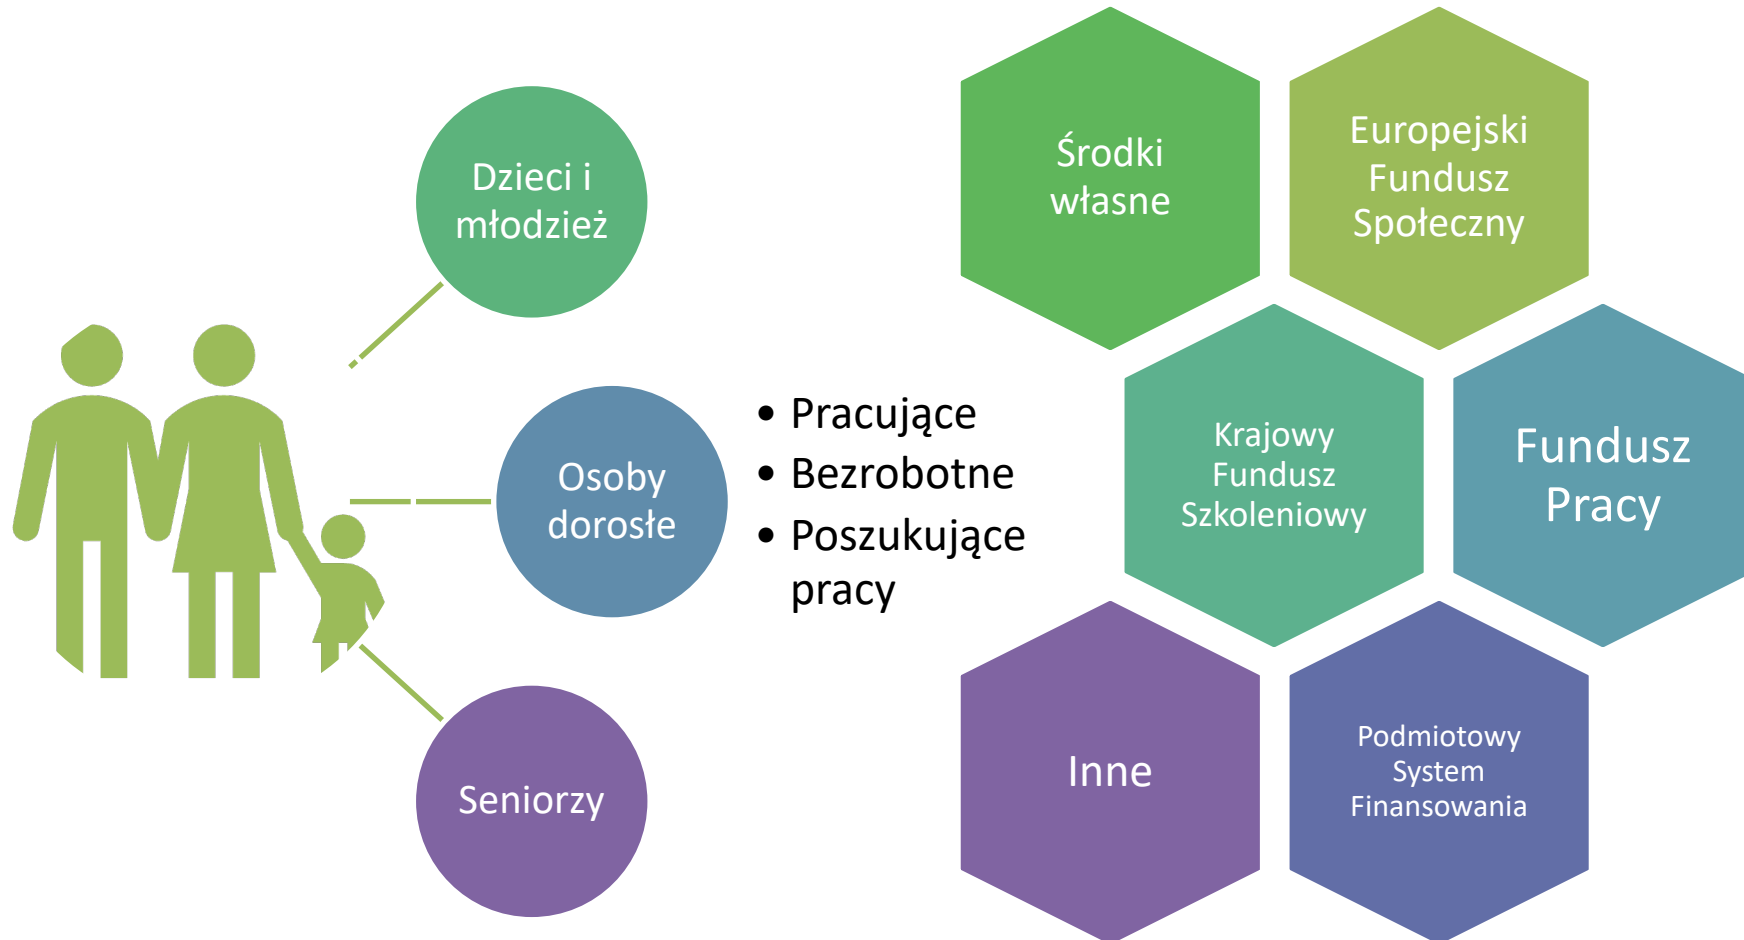 Dzieci i
młodzież
Osoby
dorosłe
• Pracujące
• Bezrobotne
• Poszukujące
pracy
Seniorzy
Środki
własne
Europejski
Fundusz
Społeczny
Krajowy
Fundusz
Szkoleniowy
Fundusz
Pracy
Inne
Podmiotowy
System
Finansowania